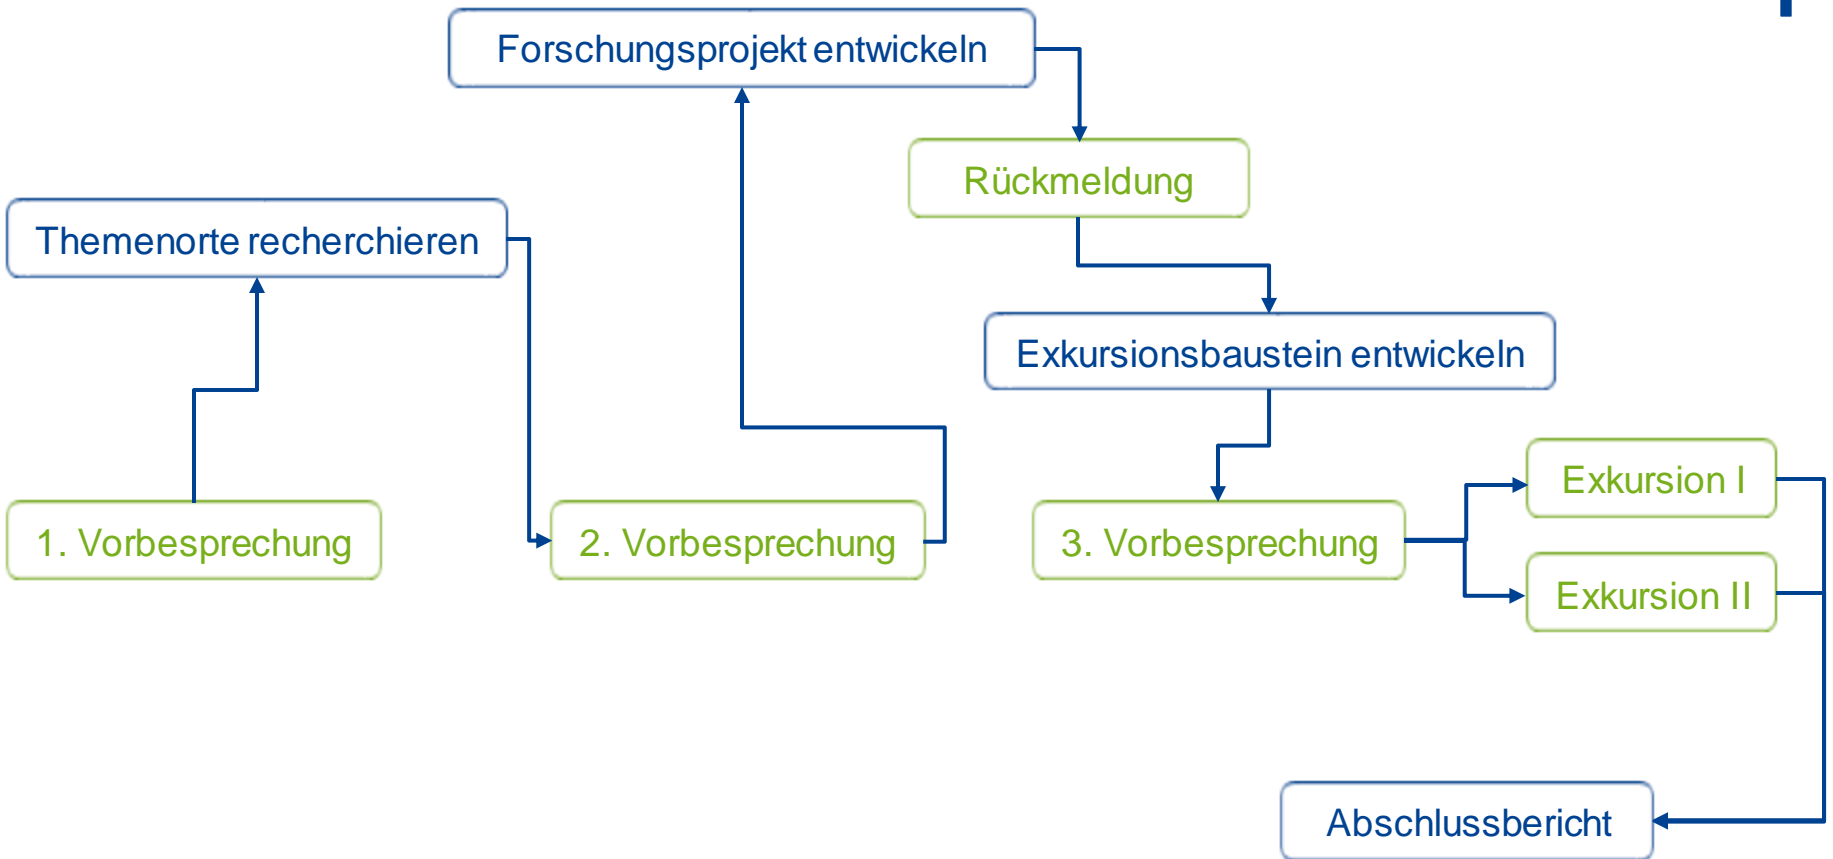 Forschungsprojekt entwickeln
Rückmeldung
Themenorte recherchieren
Exkursionsbaustein entwickeln
Exkursion I
1. Vorbesprechung
2. Vorbesprechung
3. Vorbesprechung
Exkursion II
Abschlussbericht